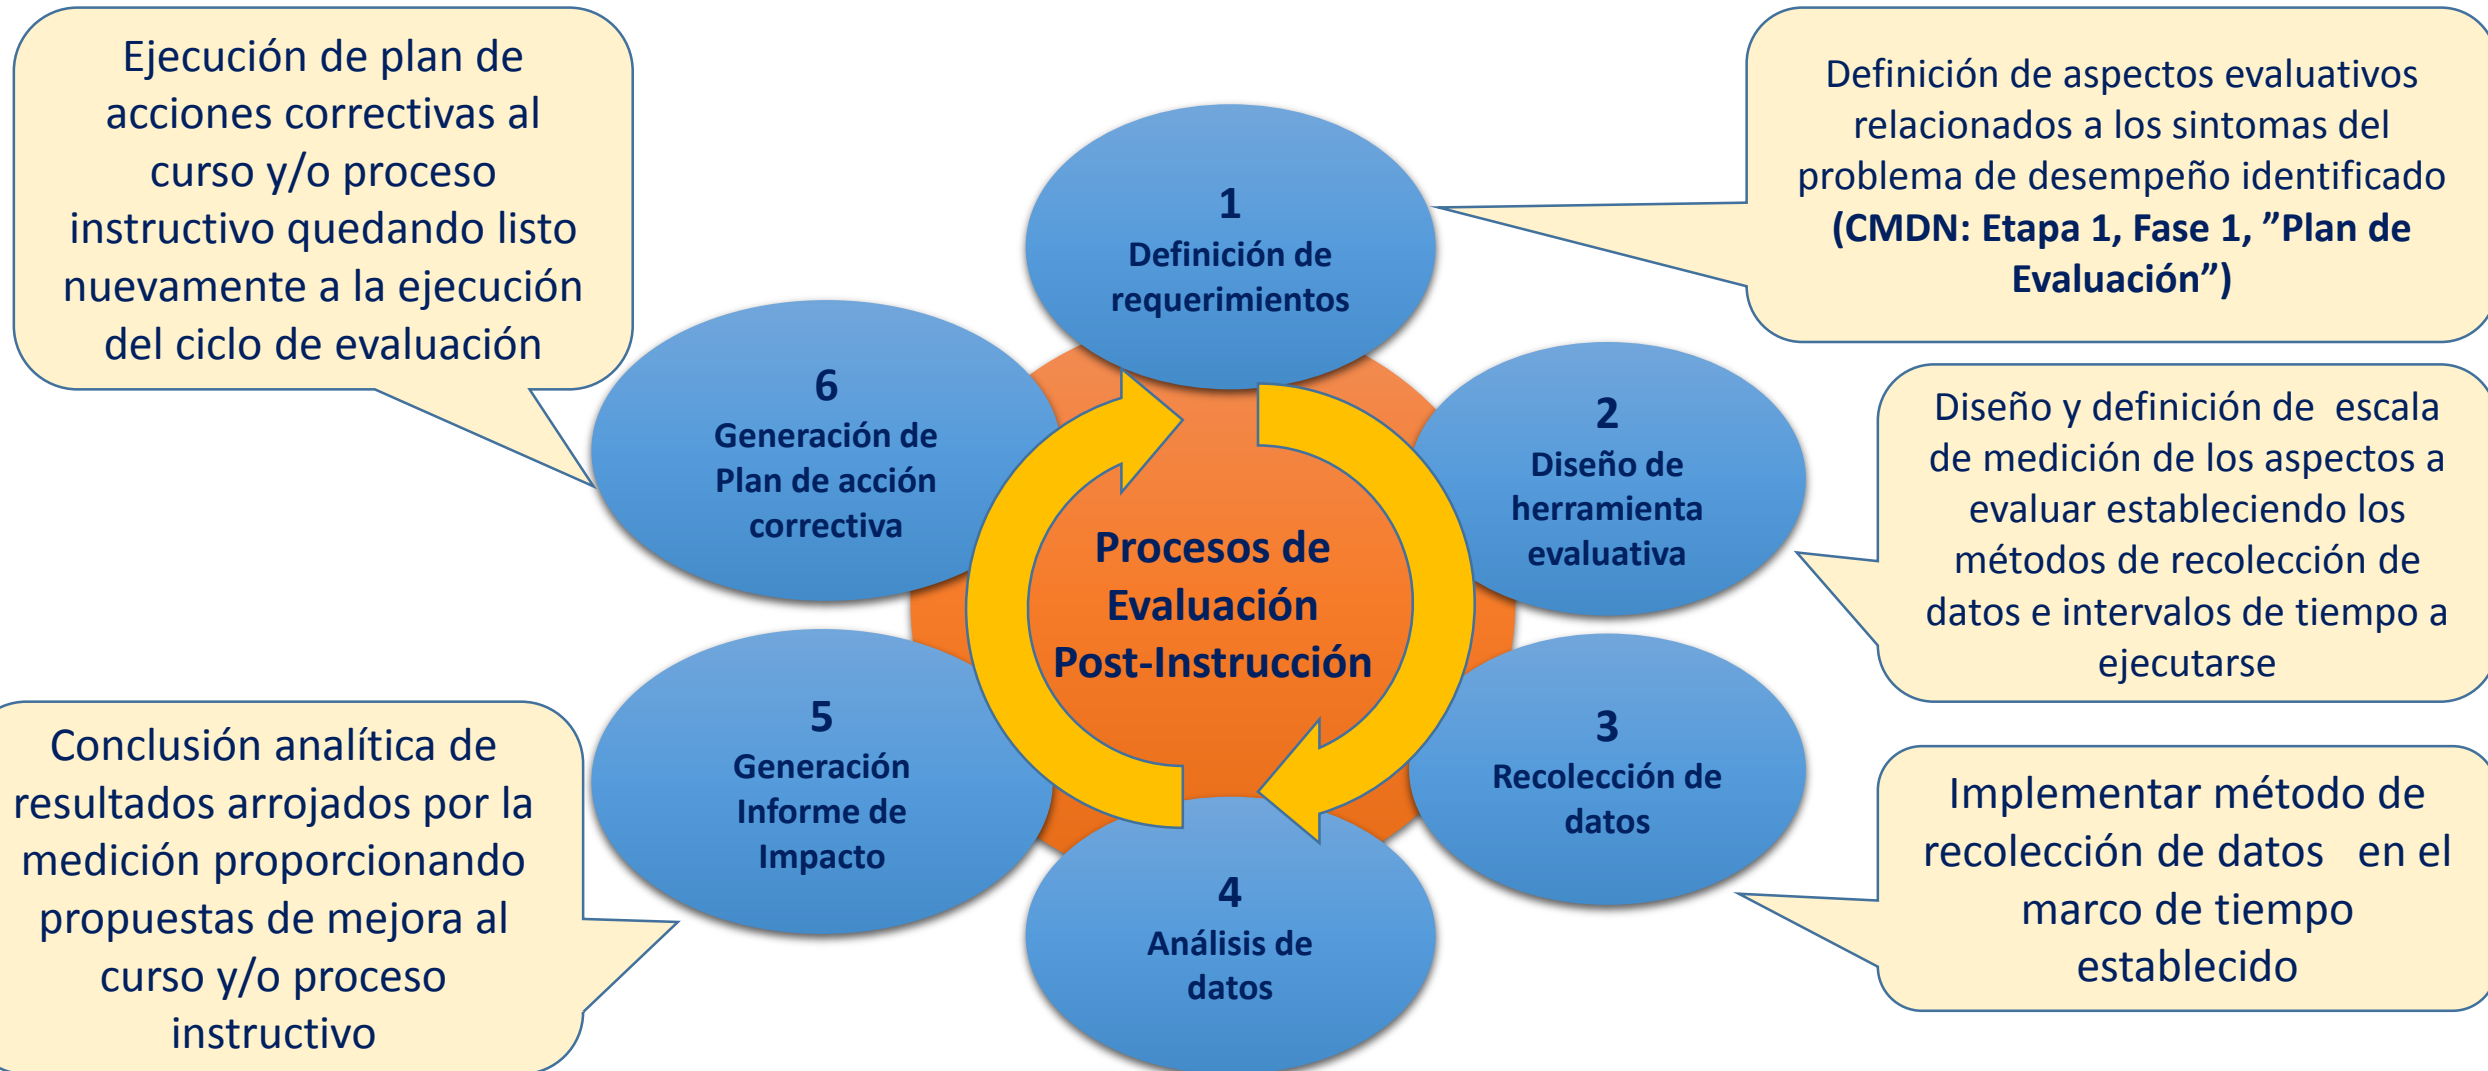 Ejecución de plan de
acciones correctivas al
curso y/o proceso
instructivo quedando listo
nuevamente a la ejecución
del ciclo de evaluación
Definición de aspectos evaluativos
relacionados a los sintomas del
problema de desempeño identificado
(CMDN: Etapa 1, Fase 1, ”Plan de
Evaluación”)
1
Definición de
requerimientos
6
Generación de
Plan de acción
correctiva
2
Diseño de
herramienta
evaluativa
Diseño y definición de escala
de medición de los aspectos a
evaluar estableciendo los
métodos de recolección de
datos e intervalos de tiempo a
ejecutarse
Procesos de
Evaluación
Post-Instrucción
5
Generación
Informe de
Impacto
3
Recolección de
datos
Conclusión analítica de
resultados arrojados por la
medición proporcionando
propuestas de mejora al
curso y/o proceso
instructivo
Implementar método de
recolección de datos en el
marco de tiempo
establecido
4
Análisis de
datos